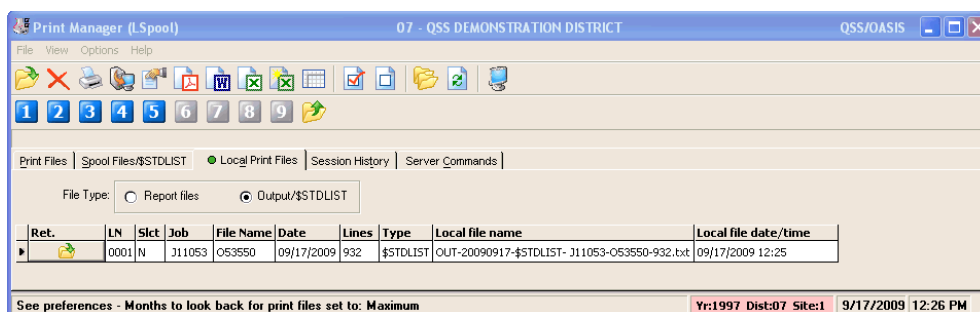 Print Manager (LSpool) 07 - QSS DEMONSTRATION DISTRICT QSS/OASIS
File View Options Help
1 2 3 4 5 6 7 8 9
Print Files Spool Files/$STDLIST Local Print Files Session History Server Commands
File Type: Report files Output/$STDLIST
Ret. LN Slct Job File Name Date Lines Type Local file name Local file date/time
0001 N J11053 O53550 09/17/2009 932 $STDLIST OUT-20090917-$STDLIST- J11053-O53550-932.txt 09/17/2009 12:25
See preferences - Months to look back for print files set to: Maximum Yr:1997 Dist:07 Site:1 9/17/2009 12:26 PM